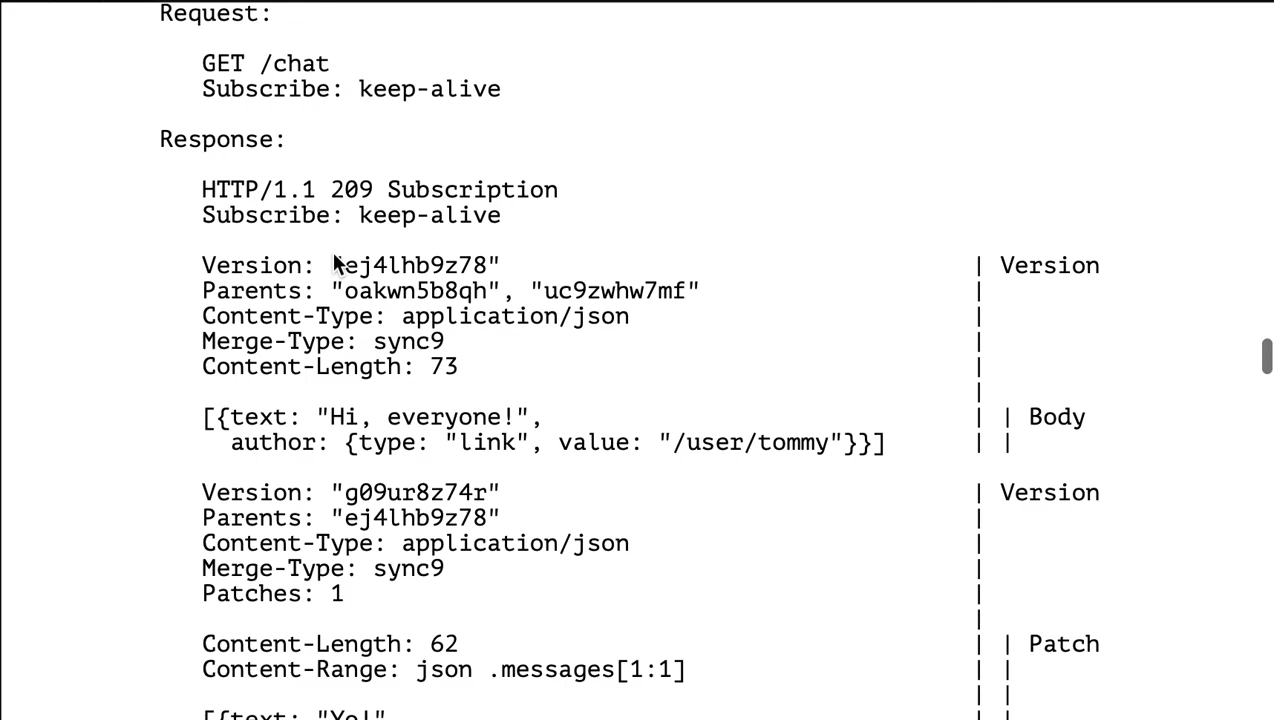 Request:
GET /chat
Subscribe: keep-alive
Response:
HTTP/1.1 209 Subscription
Subscribe: keep-alive
Version: "ej4lhb9z78" | Version
Parents: "oakwn5b8qh", "uc9zwhw7mf" |
Content-Type: application/json |
Merge-Type: sync9 |
Content-Length: 73 |
|
[{text: "Hi, everyone!", | | Body
author: {type: "link", value: "/user/tommy"}}] | |
Version: "g09ur8z74r" | Version
Parents: "ej4lhb9z78" |
Content-Type: application/json |
Merge-Type: sync9 |
Patches: 1 |
|
Content-Length: 62 | | Patch
Content-Range: json .messages[1:1] | |
| |
[{text: "Yo!" | |